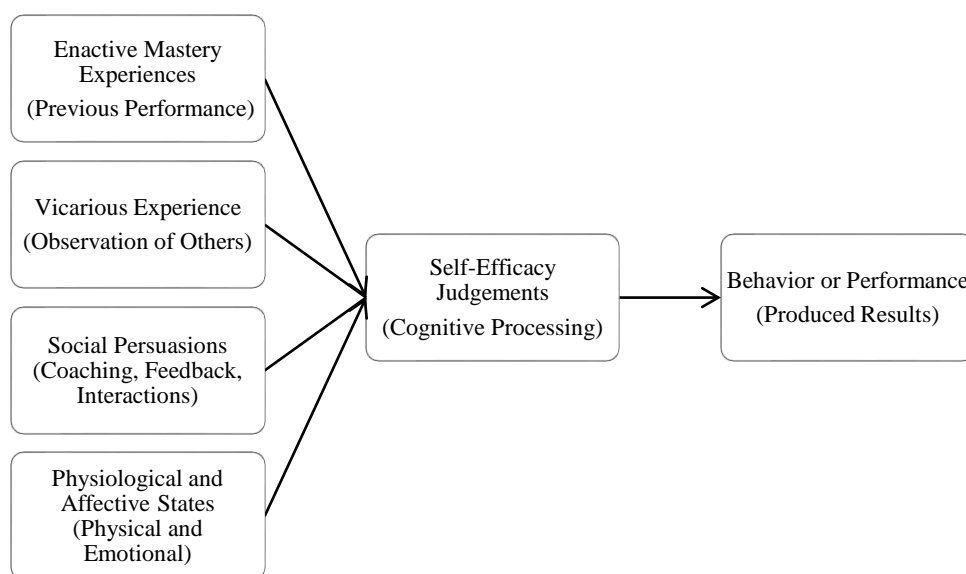 Enactive Mastery
Experiences
(Previous Performance)
Vicarious Experience
(Observation of Others)
Social Persuasions
(Coaching, Feedback,
Interactions)
Physiological and
Affective States
(Physical and
Emotional)
Self-Efficacy
Judgements
(Cognitive Processing)
Behavior or Performance
(Produced Results)